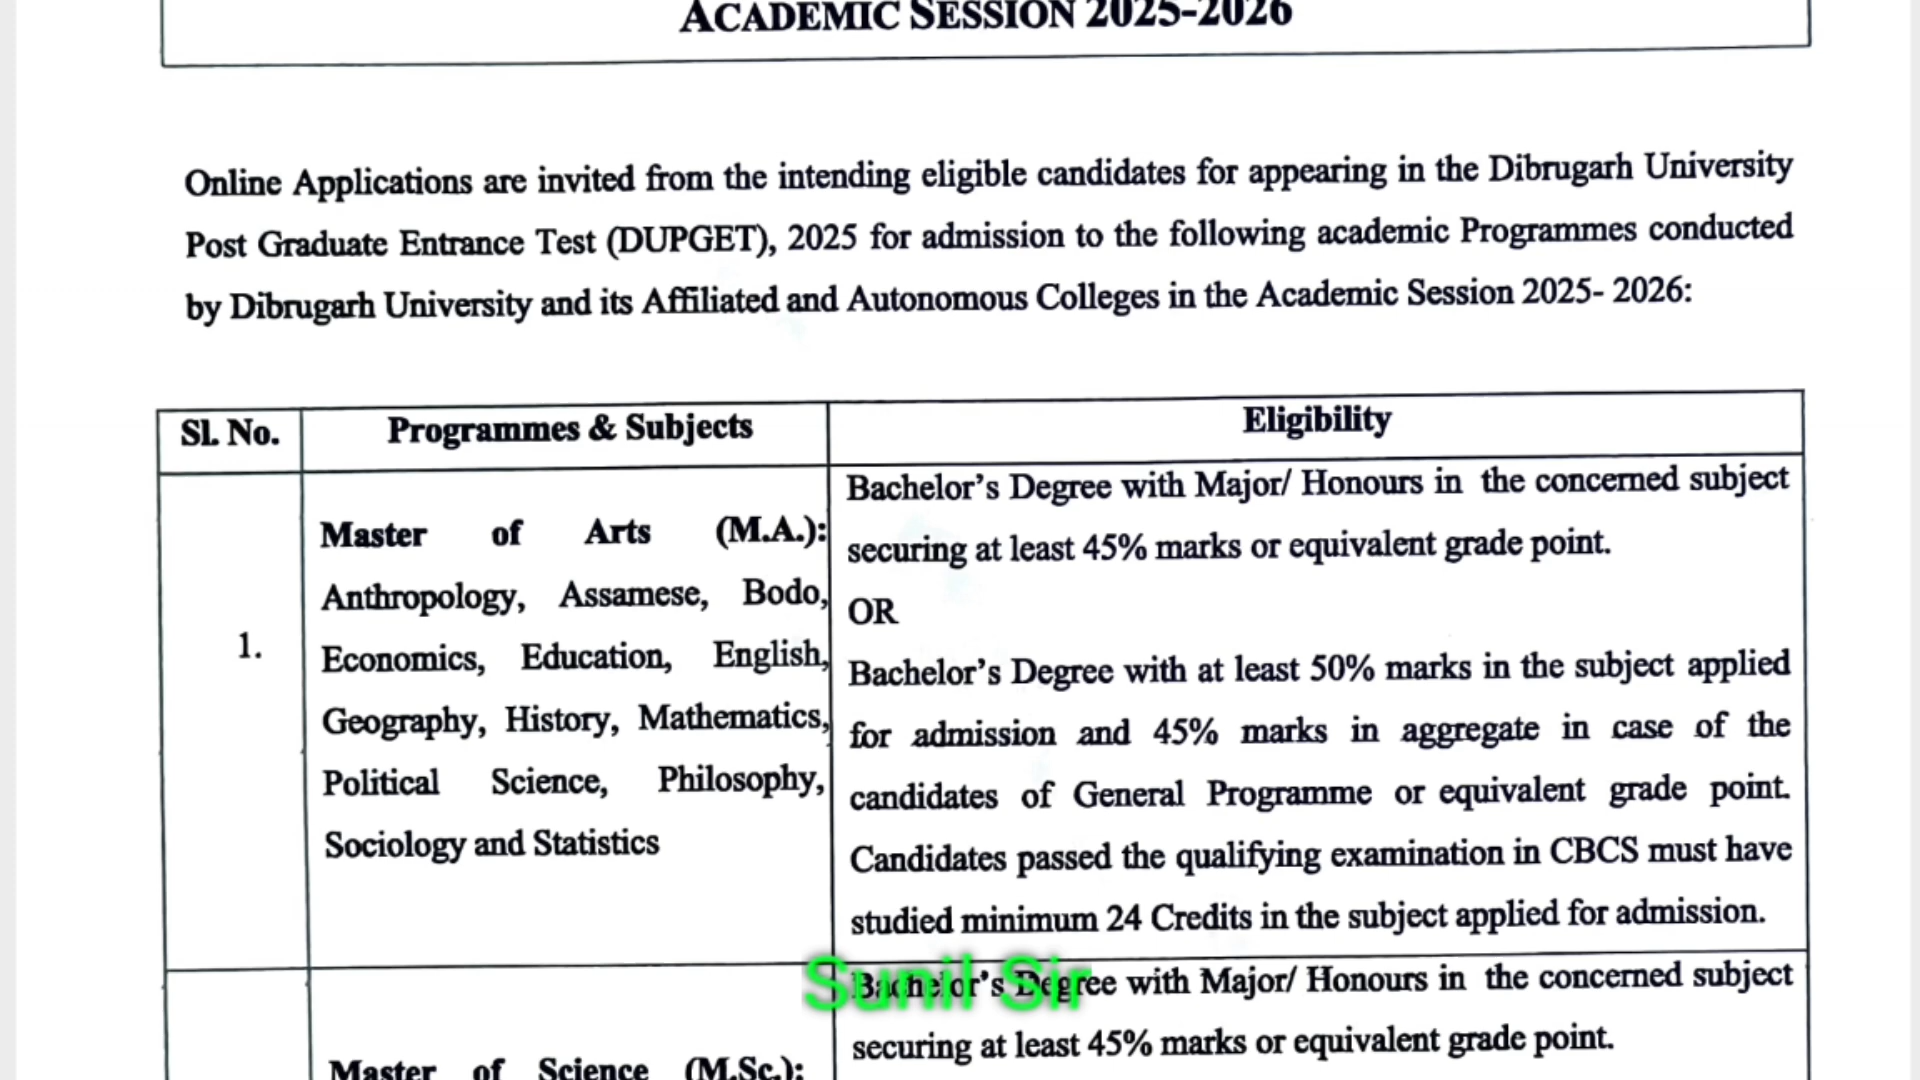 ACADEMIC SESSION 2025-2026
Online Applications are invited from the intending eligible candidates for appearing in the Dibrugarh University
Post Graduate Entrance Test (DUPGET), 2025 for admission to the following academic Programmes conducted
by Dibrugarh University and its Affiliated and Autonomous Colleges in the Academic Session 2025- 2026:
Sl. No.
Programmes & Subjects
Eligibility
1.
Master of Arts (M.A.):
Anthropology, Assamese, Bodo,
Economics, Education, English,
Geography, History, Mathematics,
Political Science, Philosophy,
Sociology and Statistics
Bachelor's Degree with Major/ Honours in the concerned subject
securing at least 45% marks or equivalent grade point.
OR
Bachelor's Degree with at least 50% marks in the subject applied
for admission and 45% marks in aggregate in case of the
candidates of General Programme or equivalent grade point.
Candidates passed the qualifying examination in CBCS must have
studied minimum 24 Credits in the subject applied for admission.
Master of Science (M.Sc.):
Bachelor's Degree with Major/ Honours in the concerned subject
securing at least 45% marks or equivalent grade point.
Sunil Sir